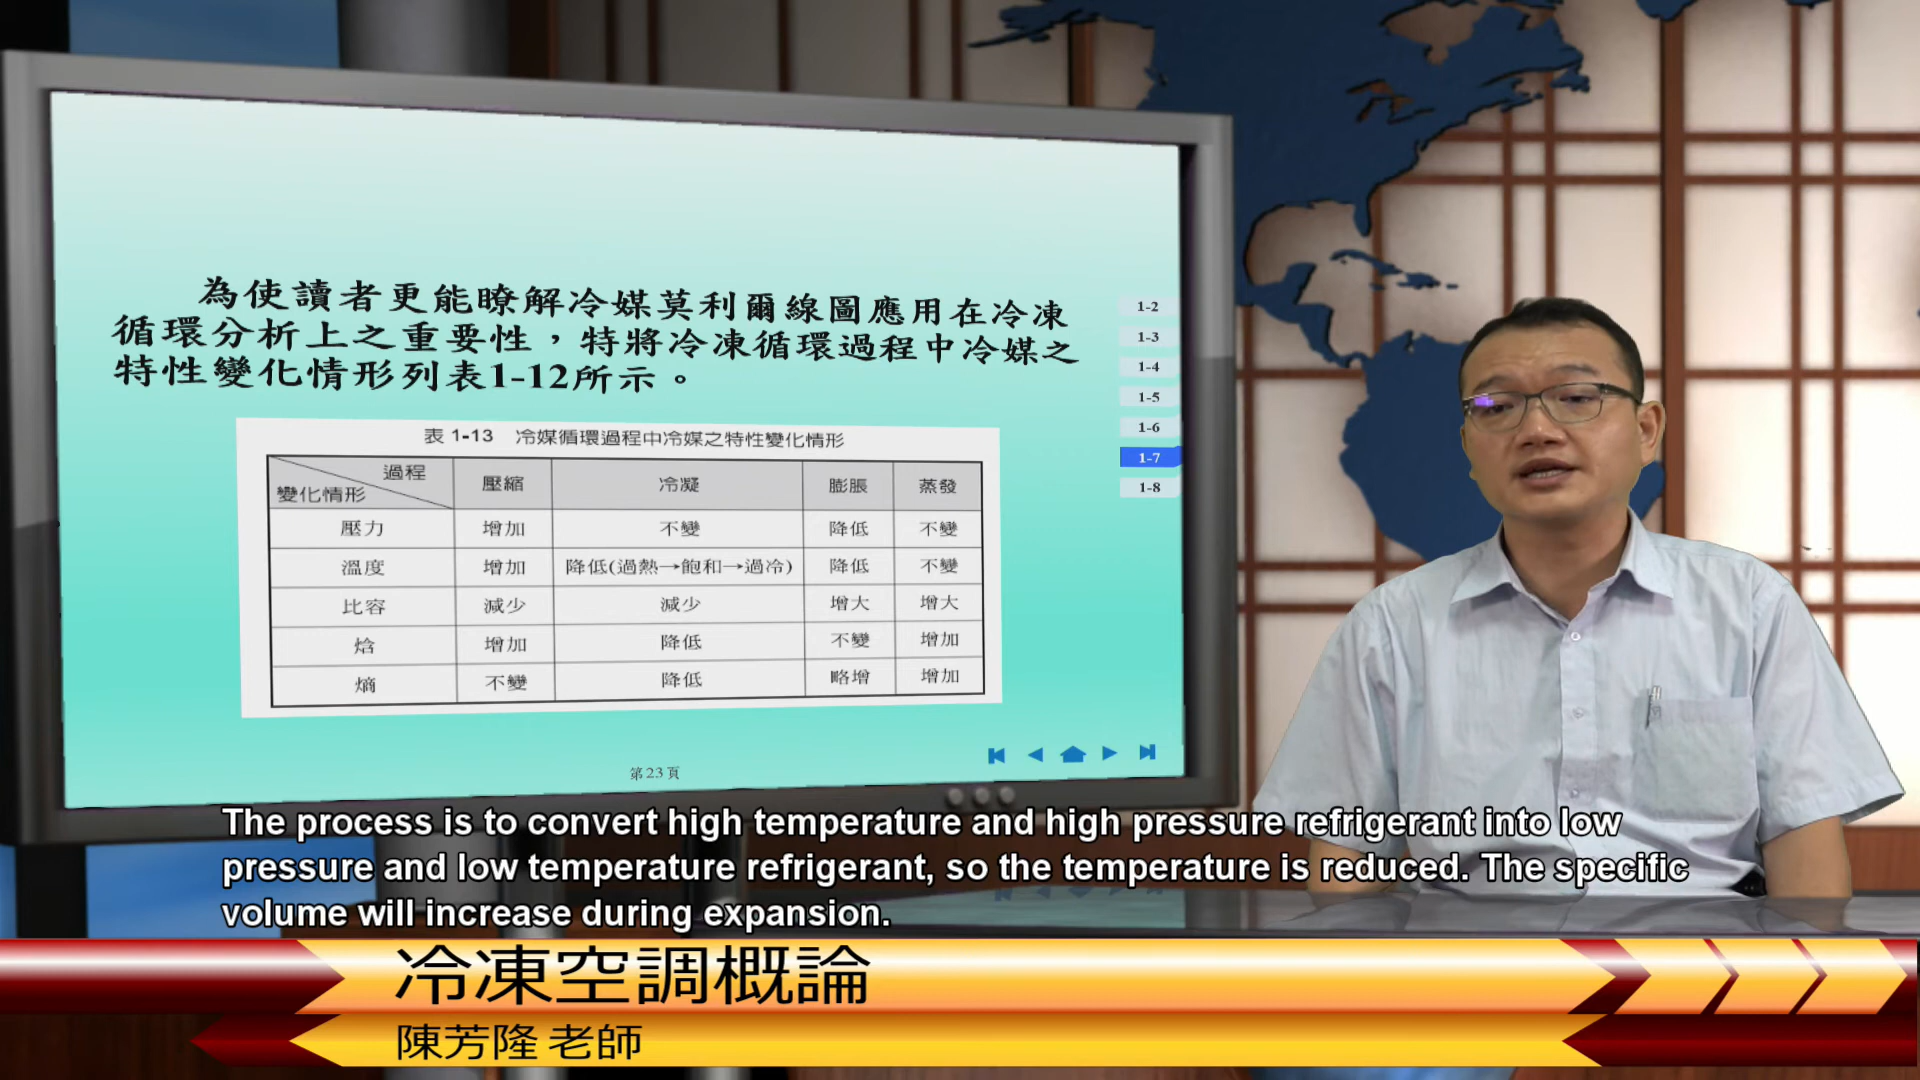 為使讀者更能瞭解冷媒莫利爾線圖應用在冷凍
循環分析上之重要性，特將冷凍循環過程中冷媒之
特性變化情形列表1-12所示。
表 1-13 冷媒循環過程中冷媒之特性變化情形
過程
變化情形 壓縮 冷凝 膨脹 蒸發
壓力 增加 不變 降低 不變
溫度 增加 降低(過熱→飽和→過冷) 降低 不變
比容 減少 減少 增大 增大
焓 增加 降低 不變 增加
熵 不變 降低 略增 增加
第23頁
1-2
1-3
1-4
1-5
1-6
1-7
1-8
The process is to convert high temperature and high pressure refrigerant into low
pressure and low temperature refrigerant, so the temperature is reduced. The specific
volume will increase during expansion.
冷凍空調概論
陳芳隆 老師